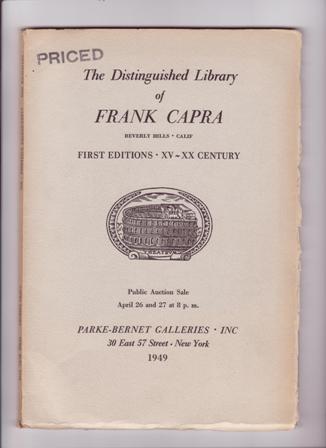 PRICED
The Distinguished Library
of
FRANK CAPRA
BEVERLY HILLS · CALIF
FIRST EDITIONS · XV ~ XX CENTURY
THEATRVM
Public Auction Sale
April 26 and 27 at 8 p. m.
PARKE-BERNET GALLERIES · INC
30 East 57 Street · New York
1949